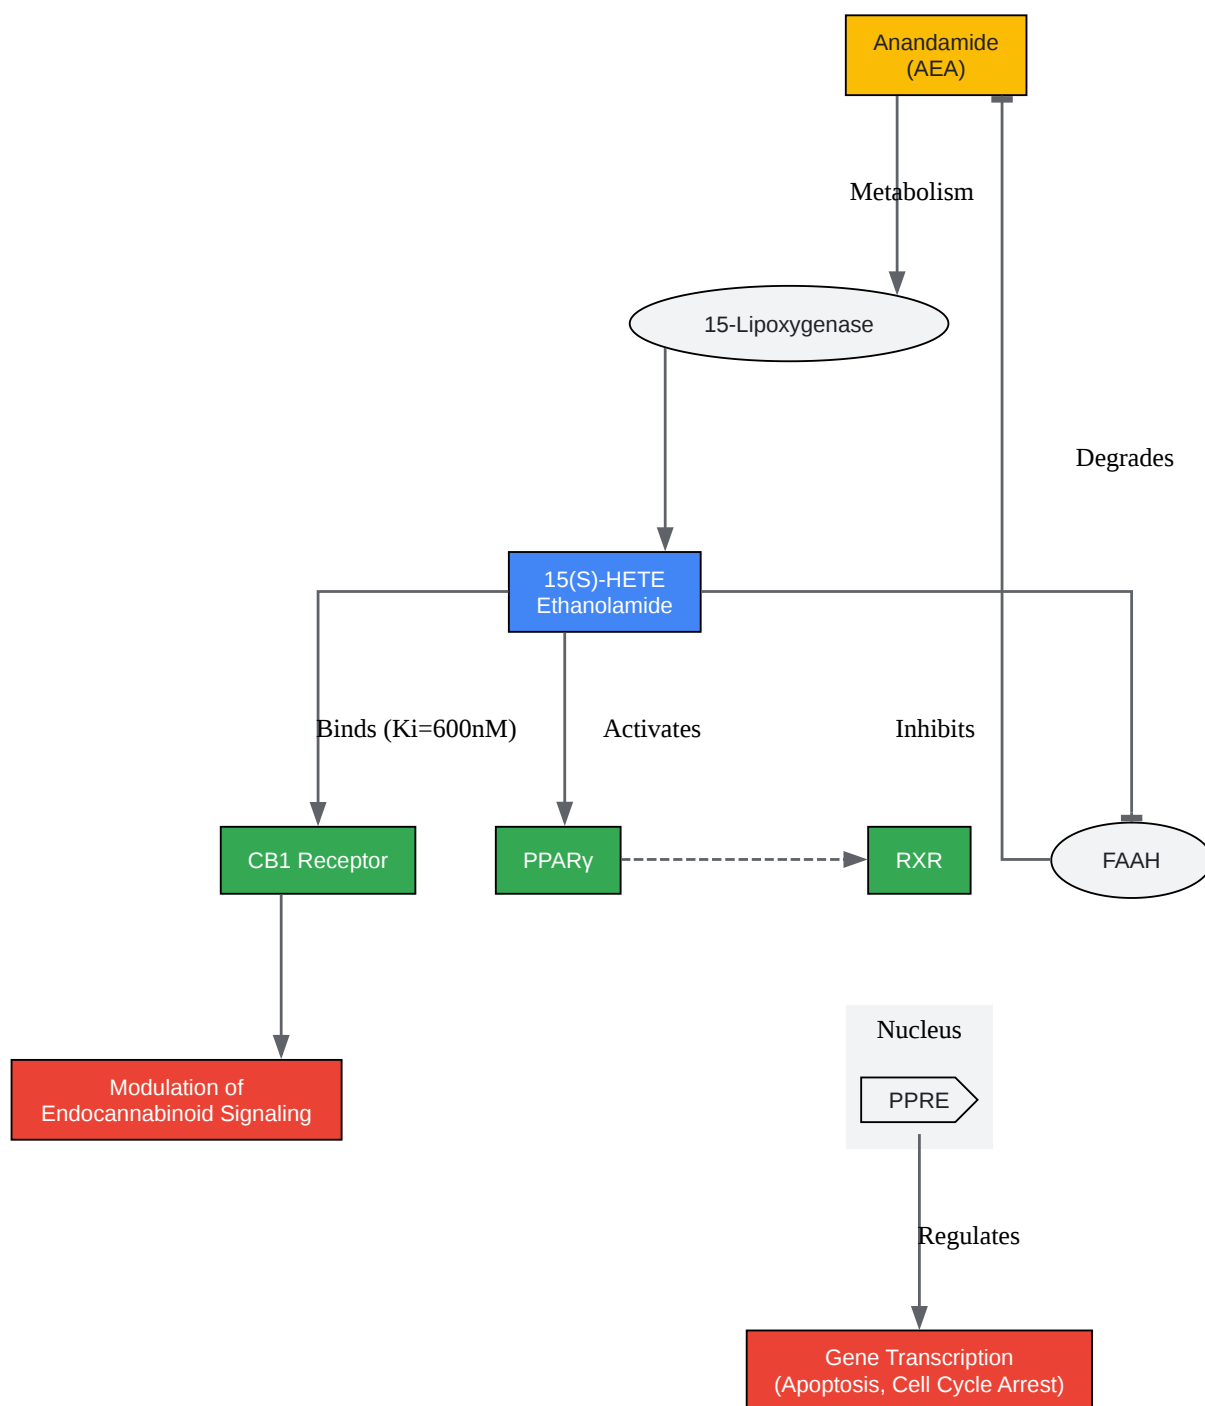 Anandamide
(AEA)
Metabolism
15-Lipoxygenase
Degrades
15(S)-HETE
Ethanolamide
Binds (Ki=600nM)
Activates
Inhibits
CB1 Receptor
PPARγ
RXR
FAAH
Nucleus
PPRE
Modulation of
Endocannabinoid Signaling
Regulates
Gene Transcription
(Apoptosis, Cell Cycle Arrest)